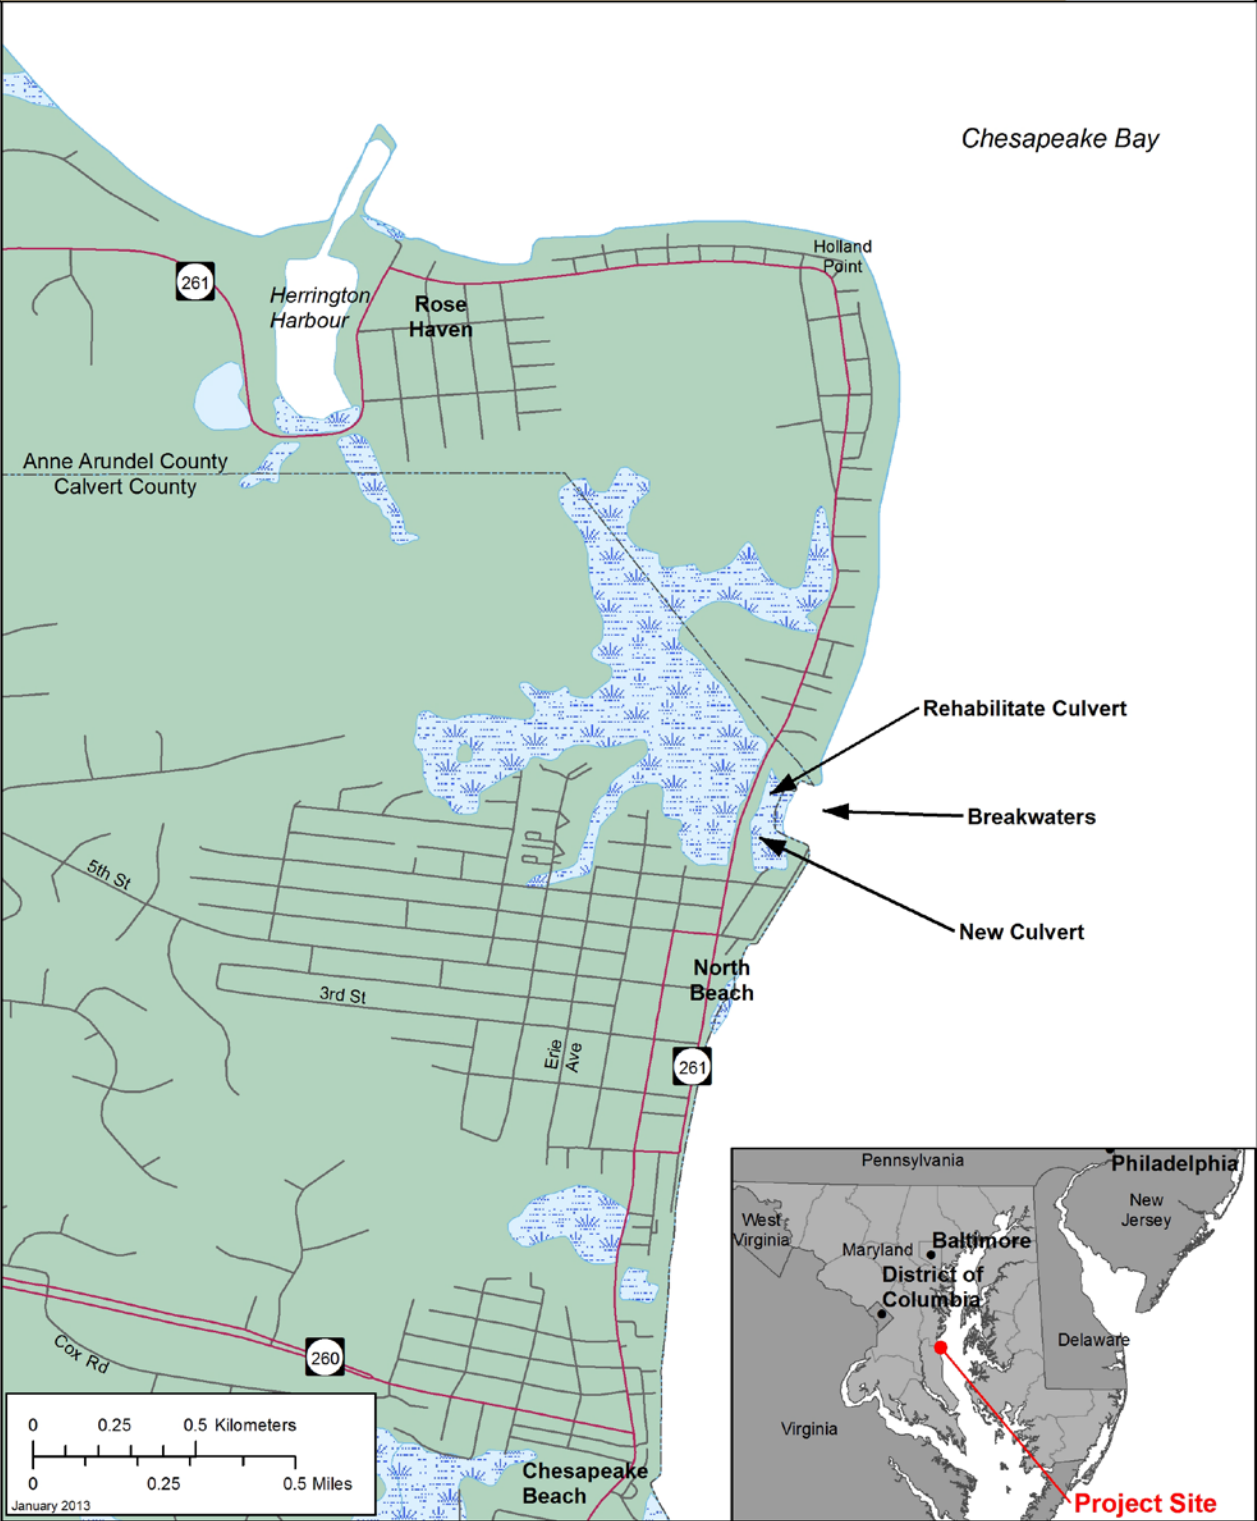 Chesapeake Bay
Holland
Point
261
Herrington
Harbour
Rose
Haven
Anne Arundel County
Calvert County
Rehabilitate Culvert
Breakwaters
5th St
New Culvert
North
Beach
3rd St
Erie
Ave
261
Pennsylvania
Philadelphia
New
Jersey
West
Virginia
Maryland
Baltimore
District of
Columbia
Delaware
Virginia
Project Site
Cox Rd
260
0 0.25 0.5 Kilometers
0 0.25 0.5 Miles
January 2013
Chesapeake
Beach